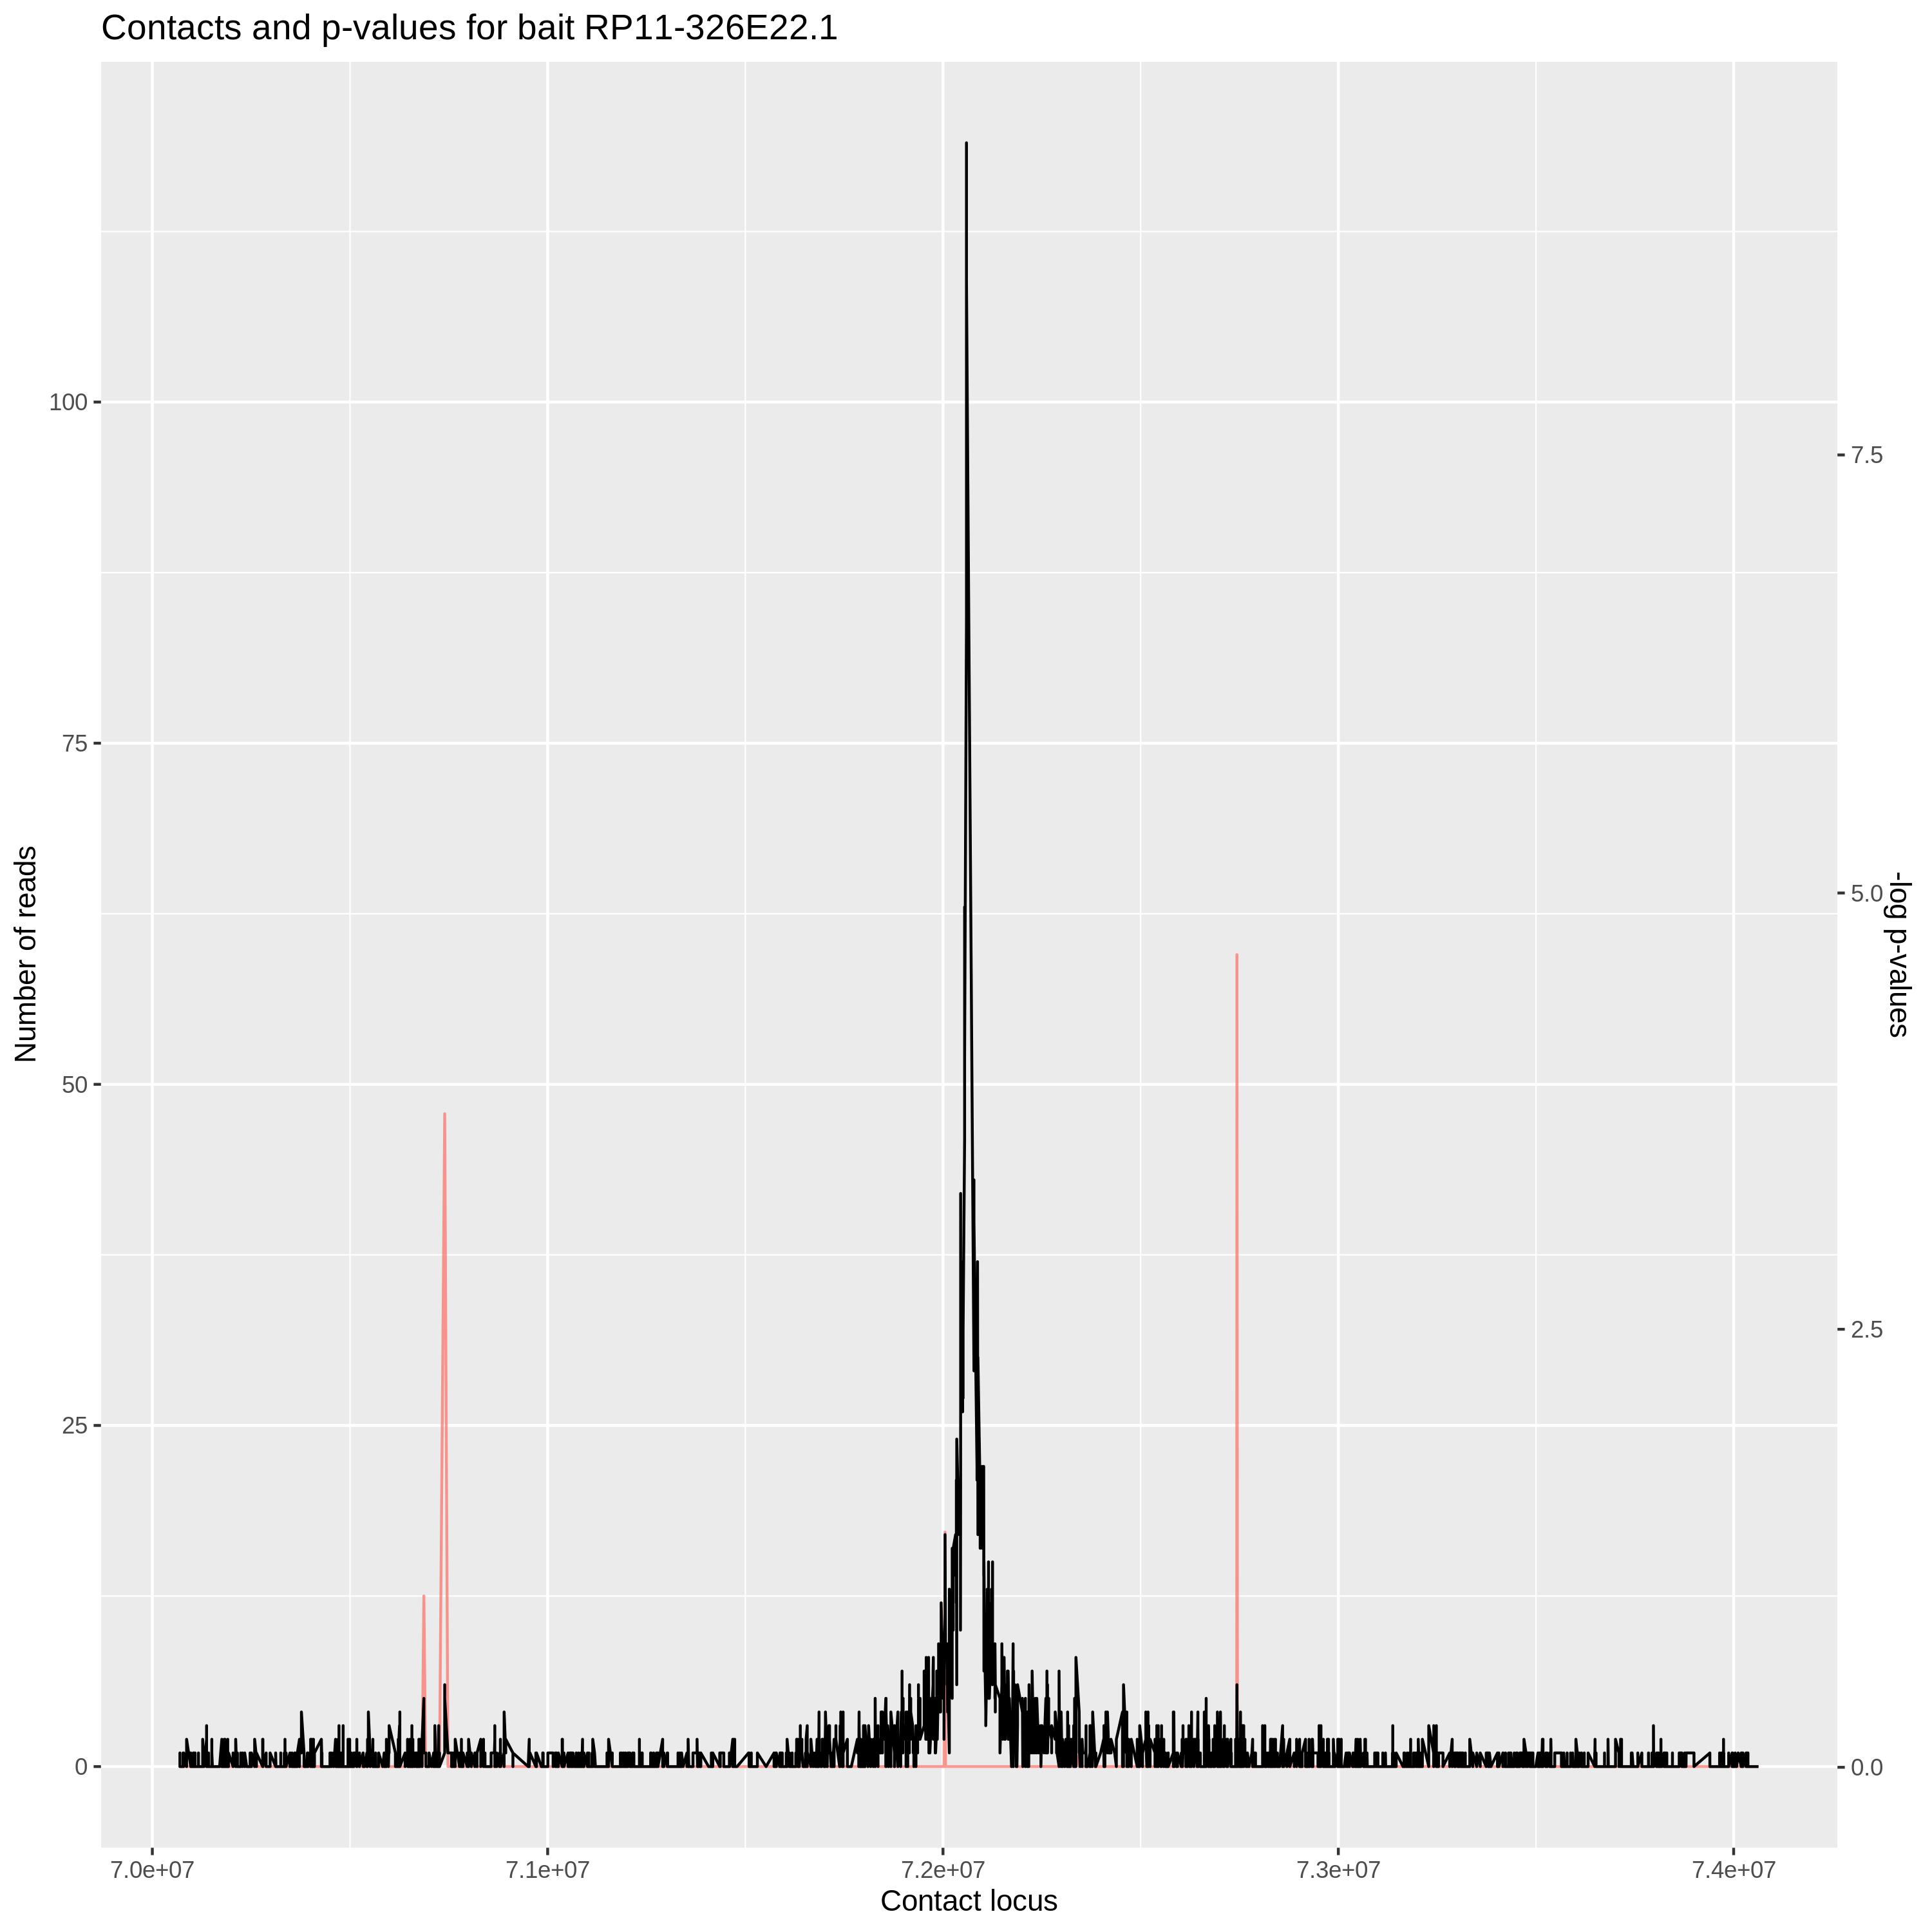 Contacts and p-values for bait RP11-326E22.1
100
75
50
25
0
Number of reads
7.5
5.0
2.5
0.0
-log p-values
7.0e+07 7.1e+07 7.2e+07 7.3e+07 7.4e+07
Contact locus